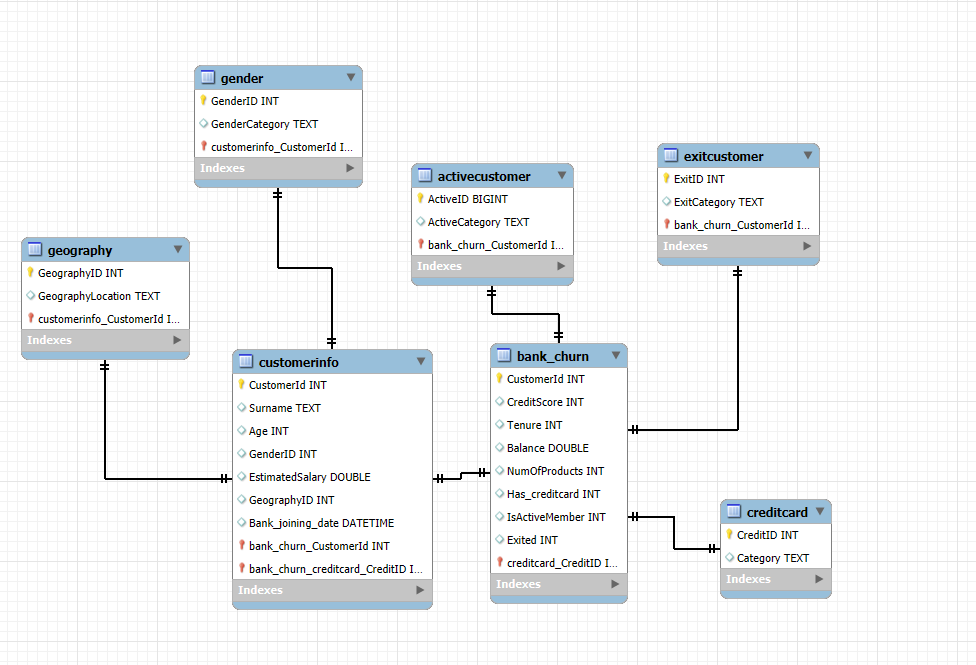 gender
GenderID INT
GenderCategory TEXT
customerinfo_CustomerId I...
Indexes
activecustomer
ActiveID BIGINT
ActiveCategory TEXT
bank_churn_CustomerId I...
Indexes
exitcustomer
ExitID INT
ExitCategory TEXT
bank_churn_CustomerId I...
Indexes
geography
GeographyID INT
GeographyLocation TEXT
customerinfo_CustomerId I...
Indexes
customerinfo
CustomerId INT
Surname TEXT
Age INT
GenderID INT
EstimatedSalary DOUBLE
GeographyID INT
Bank_joining_date DATETIME
bank_churn_CustomerId INT
bank_churn_creditcard_CreditID I...
Indexes
bank_churn
CustomerId INT
CreditScore INT
Tenure INT
Balance DOUBLE
NumOfProducts INT
Has_creditcard INT
IsActiveMember INT
Exited INT
creditcard_CreditID I...
Indexes
creditcard
CreditID INT
Category TEXT
Indexes